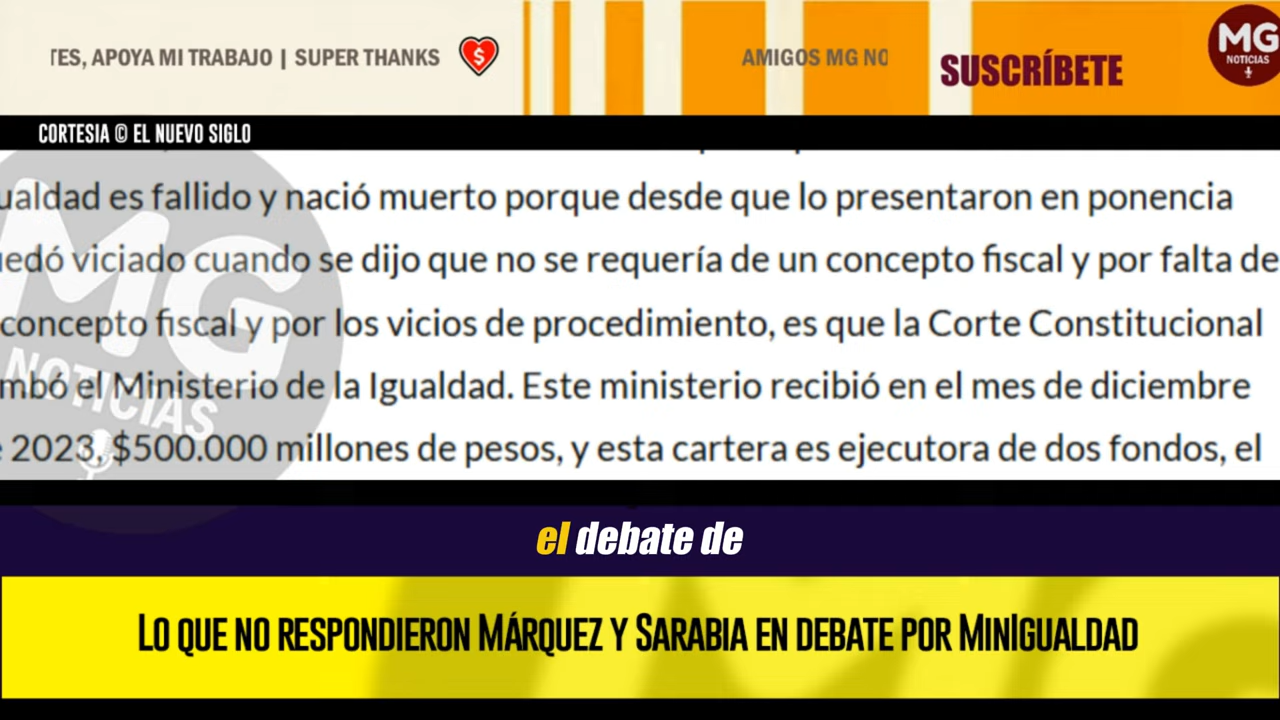 TES, APOYA MI TRABAJO | SUPER THANKS
AMIGOS MG NO
SUSCRÍBETE
MG
NOTICIAS
CORTESIA © EL NUEVO SIGLO
ualdad es fallido y nació muerto porque desde que lo presentaron en ponencia
uedó viciado cuando se dijo que no se requería de un concepto fiscal y por falta de
concepto fiscal y por los vicios de procedimiento, es que la Corte Constitucional
mbó el Ministerio de la Igualdad. Este ministerio recibió en el mes de diciembre
e 2023, $500.000 millones de pesos, y esta cartera es ejecutora de dos fondos, el
MG
NOTICIAS
el debate de
LO QUE NO RESPONDIERON MÁRQUEZ Y SARABIA EN DEBATE POR MINIGUALDAD